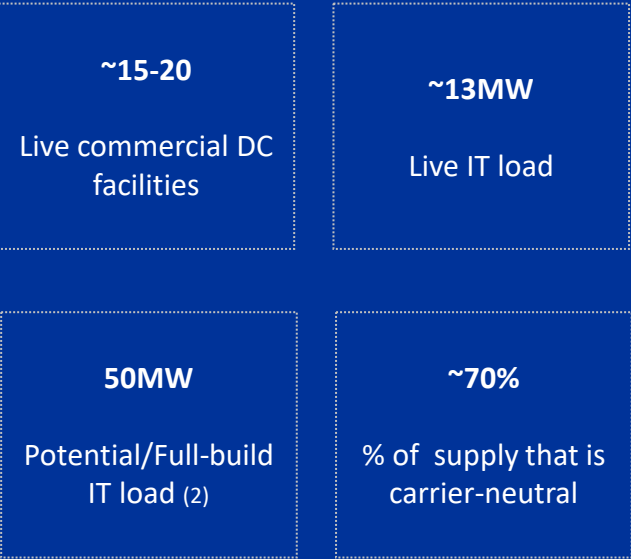 ~15-20
Live commercial DC
facilities
~13MW
Live IT load
50MW
Potential/Full-build
IT load (2)
~70%
% of  supply that is
carrier-neutral